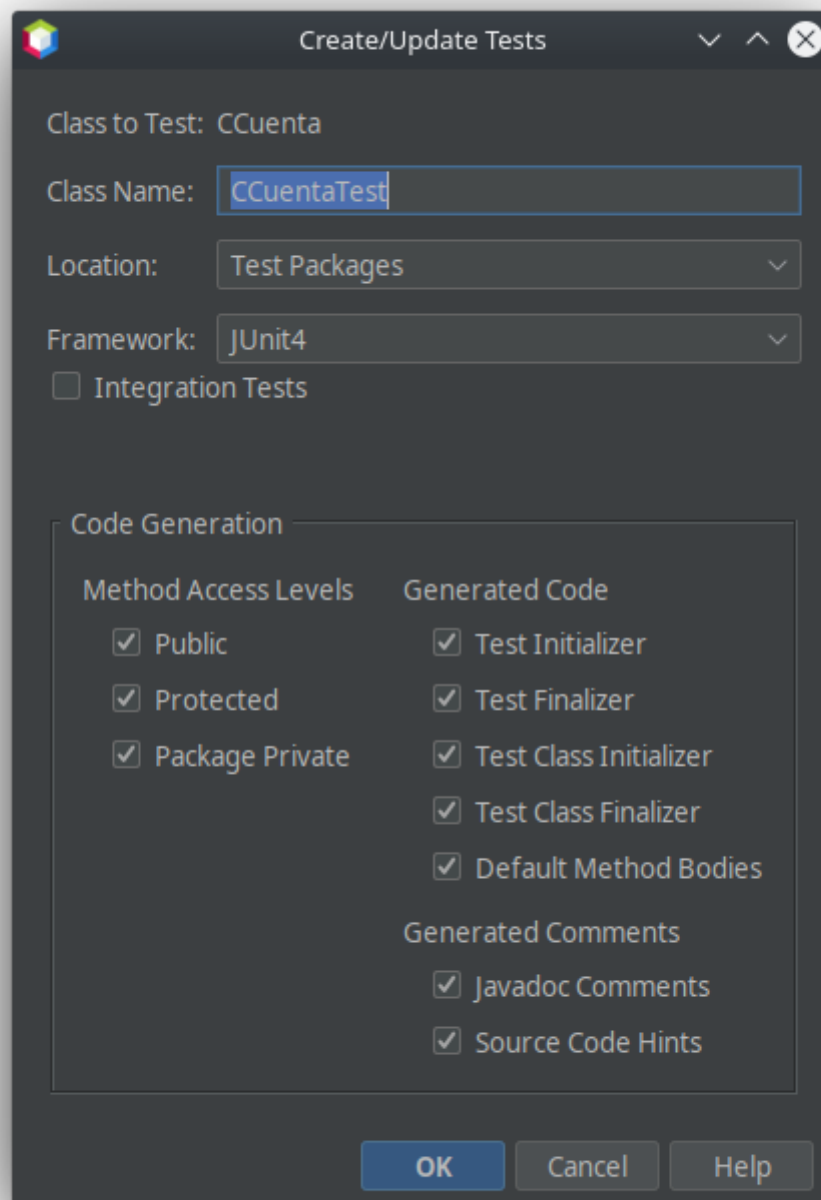 Create/Update Tests
Class to Test: CCuenta
Class Name: CCuentaTest
Location: Test Packages
Framework: JUnit4
Integration Tests
Code Generation
Method Access Levels Generated Code
Public Test Initializer
Protected Test Finalizer
Package Private Test Class Initializer
Test Class Finalizer
Default Method Bodies
Generated Comments
Javadoc Comments
Source Code Hints
OK Cancel Help